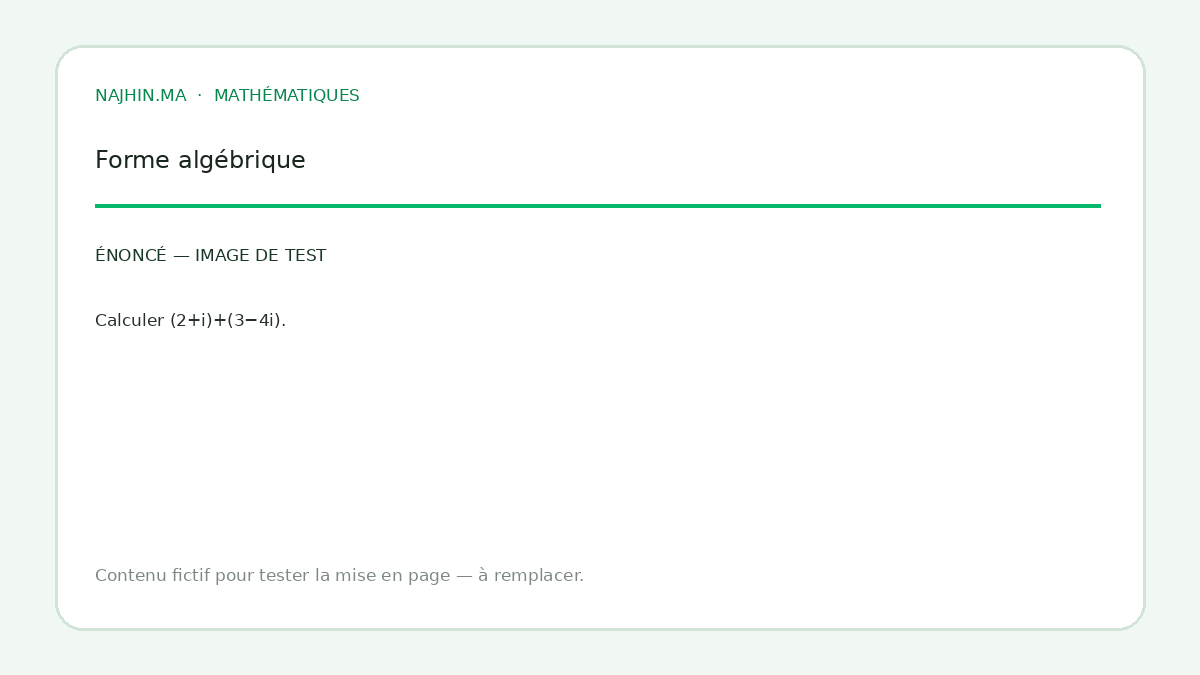 NAJHIN.MA · MATHÉMATIQUES
Forme algébrique
ÉNONCÉ — IMAGE DE TEST
Calculer (2+i)+(3−4i).
Contenu fictif pour tester la mise en page — à remplacer.